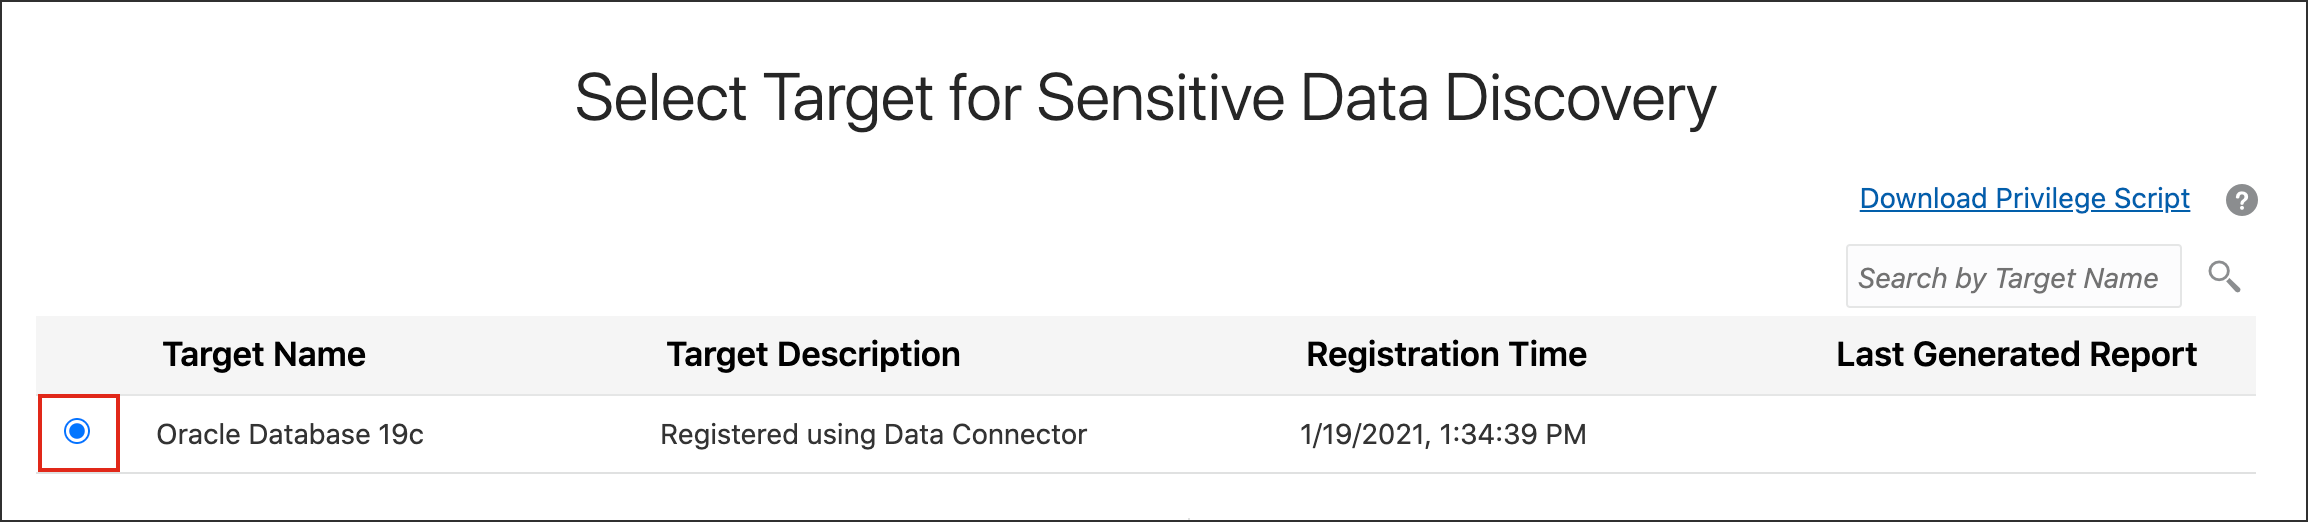 Select Target for Sensitive Data Discovery
Download Privilege Script ?
Search by Target Name
Target Name Target Description Registration Time Last Generated Report
Oracle Database 19c Registered using Data Connector 1/19/2021, 1:34:39 PM